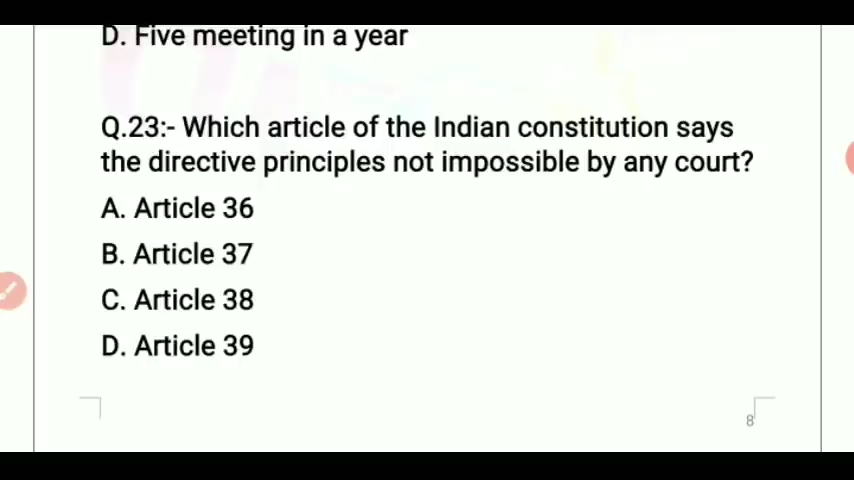 D. Five meeting in a year
Q.23:- Which article of the Indian constitution says
the directive principles not impossible by any court?
A. Article 36
B. Article 37
C. Article 38
D. Article 39
8